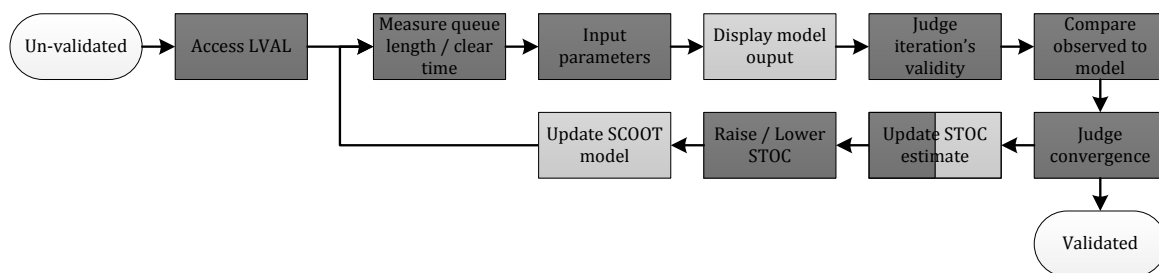 Un-validated
Access LVAL
Measure queue
length / clear
time
Input
parameters
Display model
ouput
Judge
iteration's
validity
Compare
observed to
model
Update SCOOT
model
Raise / Lower
STOC
Update STOC
estimate
Judge
convergence
Validated